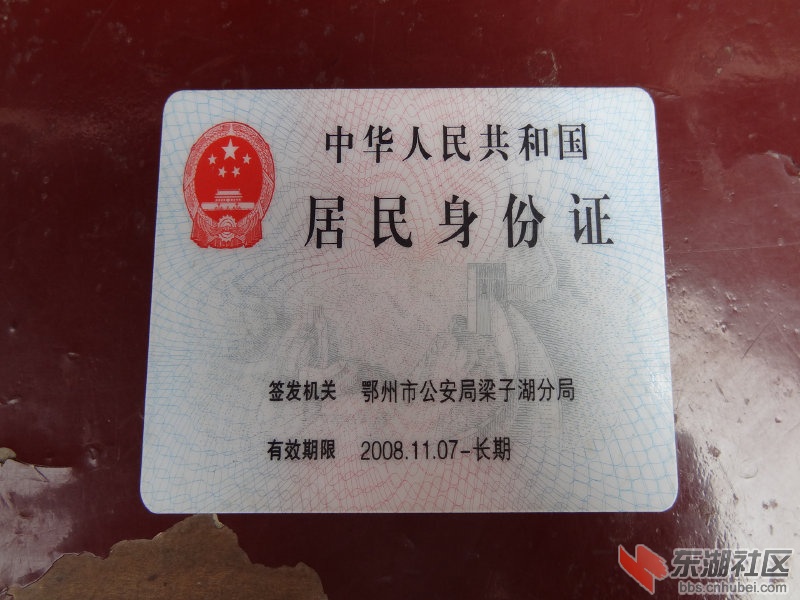 中华人民共和国
居民身份证
签发机关 鄂州市公安局梁子湖分局
有效期限 2008.11.07-长期
东湖社区
bbs.cnhubei.com